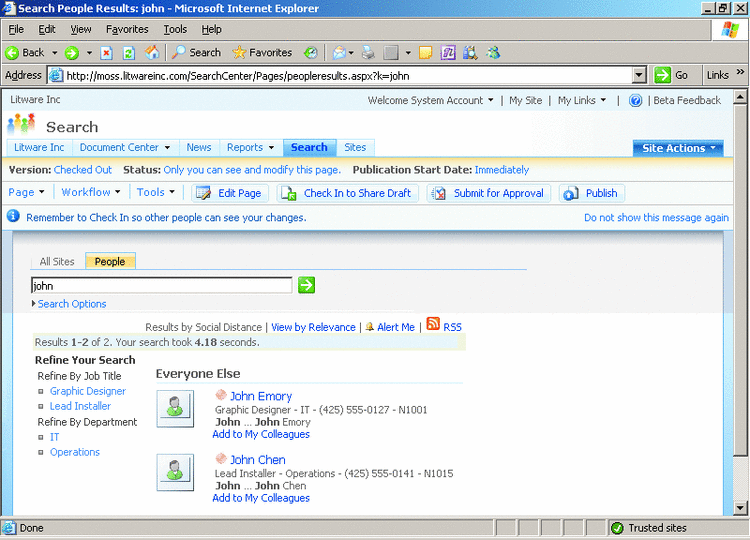 Search People Results: john - Microsoft Internet Explorer
File Edit View Favorites Tools Help
Back Search Favorites
Address http://moss.litwareinc.com/SearchCenter/Pages/peopleresults.aspx?k=john Go Links »
Litware Inc Welcome System Account | My Site | My Links | Beta Feedback
Search
Litware Inc Document Center News Reports Search Sites Site Actions
Version: Checked Out Status: Only you can see and modify this page. Publication Start Date: Immediately
Page Workflow Tools Edit Page Check In to Share Draft Submit for Approval Publish
Remember to Check In so other people can see your changes. Do not show this message again
All Sites People
john
Search Options
Results by Social Distance | View by Relevance | Alert Me | RSS
Results 1-2 of 2. Your search took 4.18 seconds.
Refine Your Search
Refine By Job Title
Graphic Designer
Lead Installer
Refine By Department
IT
Operations
Everyone Else
John Emory
Graphic Designer - IT - (425) 555-0127 - N1001
John ... John Emory
Add to My Colleagues
John Chen
Lead Installer - Operations - (425) 555-0141 - N1015
John ... John Chen
Add to My Colleagues
Done Trusted sites